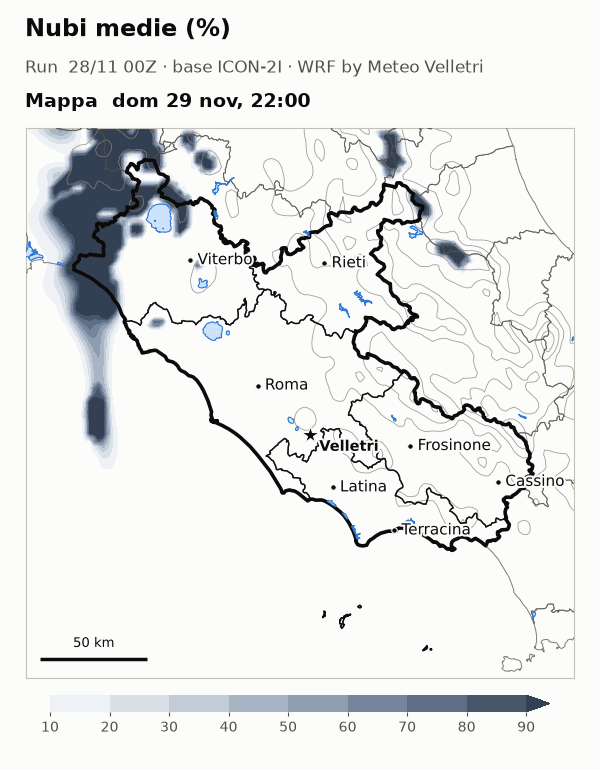 Nubi medie (%)
Run  28/11 00Z · base ICON-2I · WRF by Meteo Velletri
Mappa  dom 29 nov, 22:00
Viterbo
Rieti
Roma
Velletri
Frosinone
Latina
Cassino
Terracina
50 km
10 20 30 40 50 60 70 80 90